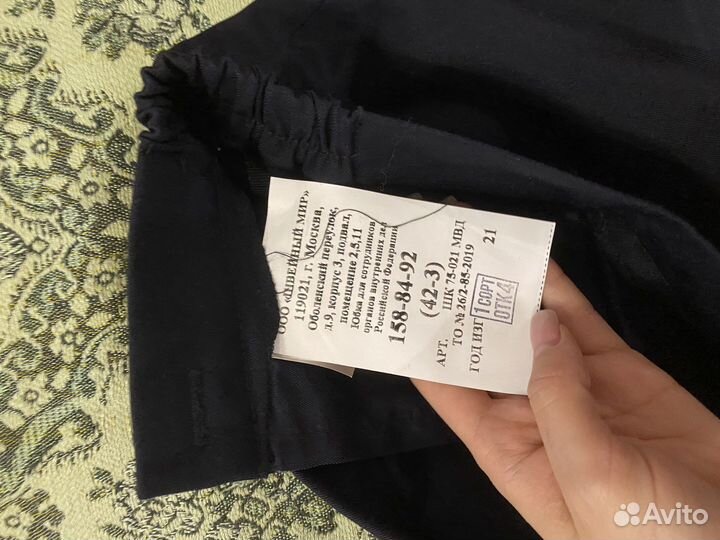 ООО «ШВЕЙНЫЙ МИР»
119021, г. Москва,
Оболенский переулок,
д.9, корпус 3, подвал,
помещение 2,5,11
Юбка для сотрудников
органов внутренних дел
Российской Федерации
158-84-92
(42-3)
АРТ. ШК 75-021 МВД
ТО № 26/2-85-2019
ГОД ИЗГ 21
1 СОРТ
ОТК4
Avito